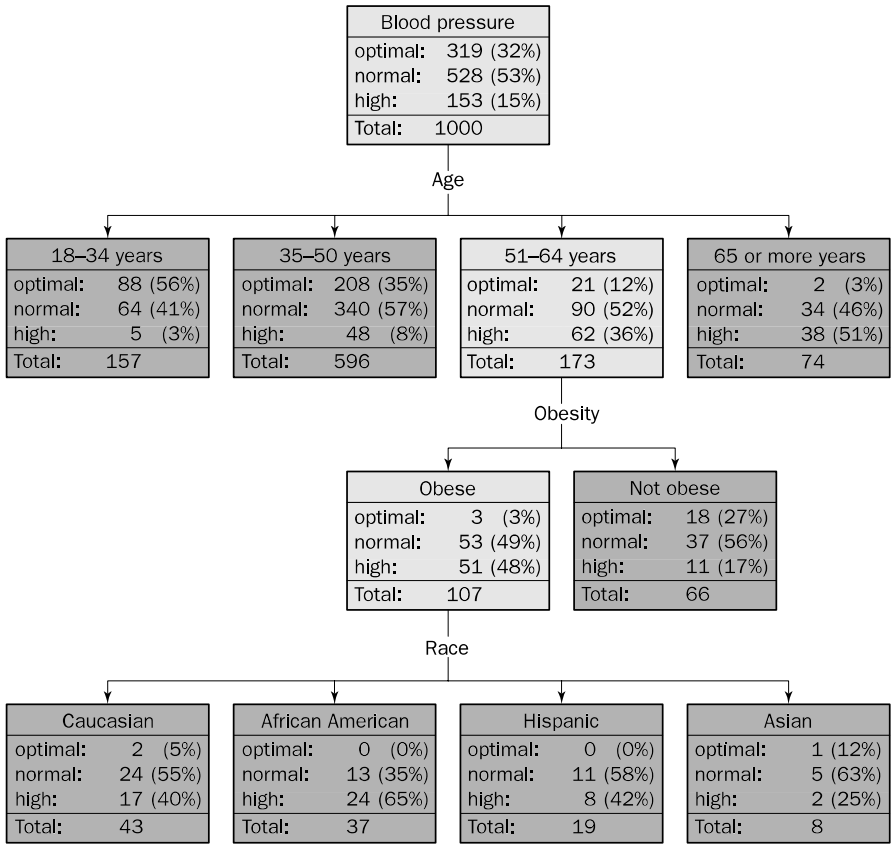 Blood pressure
optimal: 319 (32%)
normal: 528 (53%)
high: 153 (15%)
Total: 1000
Age
18–34 years
optimal: 88 (56%)
normal: 64 (41%)
high: 5 (3%)
Total: 157
35–50 years
optimal: 208 (35%)
normal: 340 (57%)
high: 48 (8%)
Total: 596
51–64 years
optimal: 21 (12%)
normal: 90 (52%)
high: 62 (36%)
Total: 173
65 or more years
optimal: 2 (3%)
normal: 34 (46%)
high: 38 (51%)
Total: 74
Obesity
Obese
optimal: 3 (3%)
normal: 53 (49%)
high: 51 (48%)
Total: 107
Not obese
optimal: 18 (27%)
normal: 37 (56%)
high: 11 (17%)
Total: 66
Race
Caucasian
optimal: 2 (5%)
normal: 24 (55%)
high: 17 (40%)
Total: 43
African American
optimal: 0 (0%)
normal: 13 (35%)
high: 24 (65%)
Total: 37
Hispanic
optimal: 0 (0%)
normal: 11 (58%)
high: 8 (42%)
Total: 19
Asian
optimal: 1 (12%)
normal: 5 (63%)
high: 2 (25%)
Total: 8